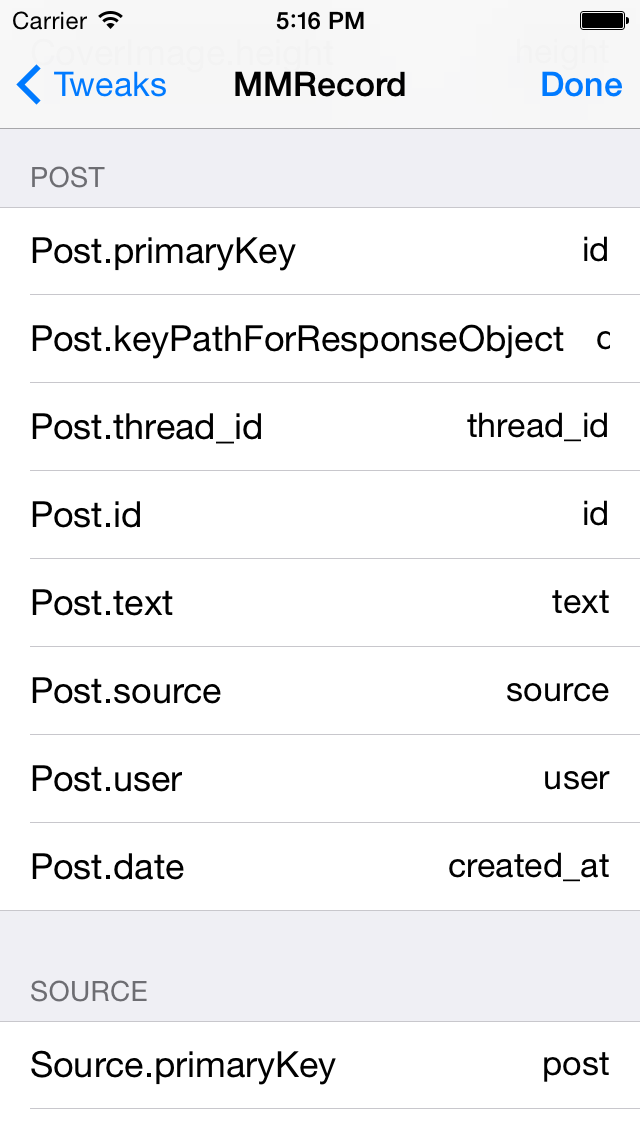 Carrier 5:16 PM
CoverImage.height height
Tweaks MMRecord Done
POST
Post.primaryKey id
Post.keyPathForResponseObject
Post.thread_id thread_id
Post.id id
Post.text text
Post.source source
Post.user user
Post.date created_at
SOURCE
Source.primaryKey post